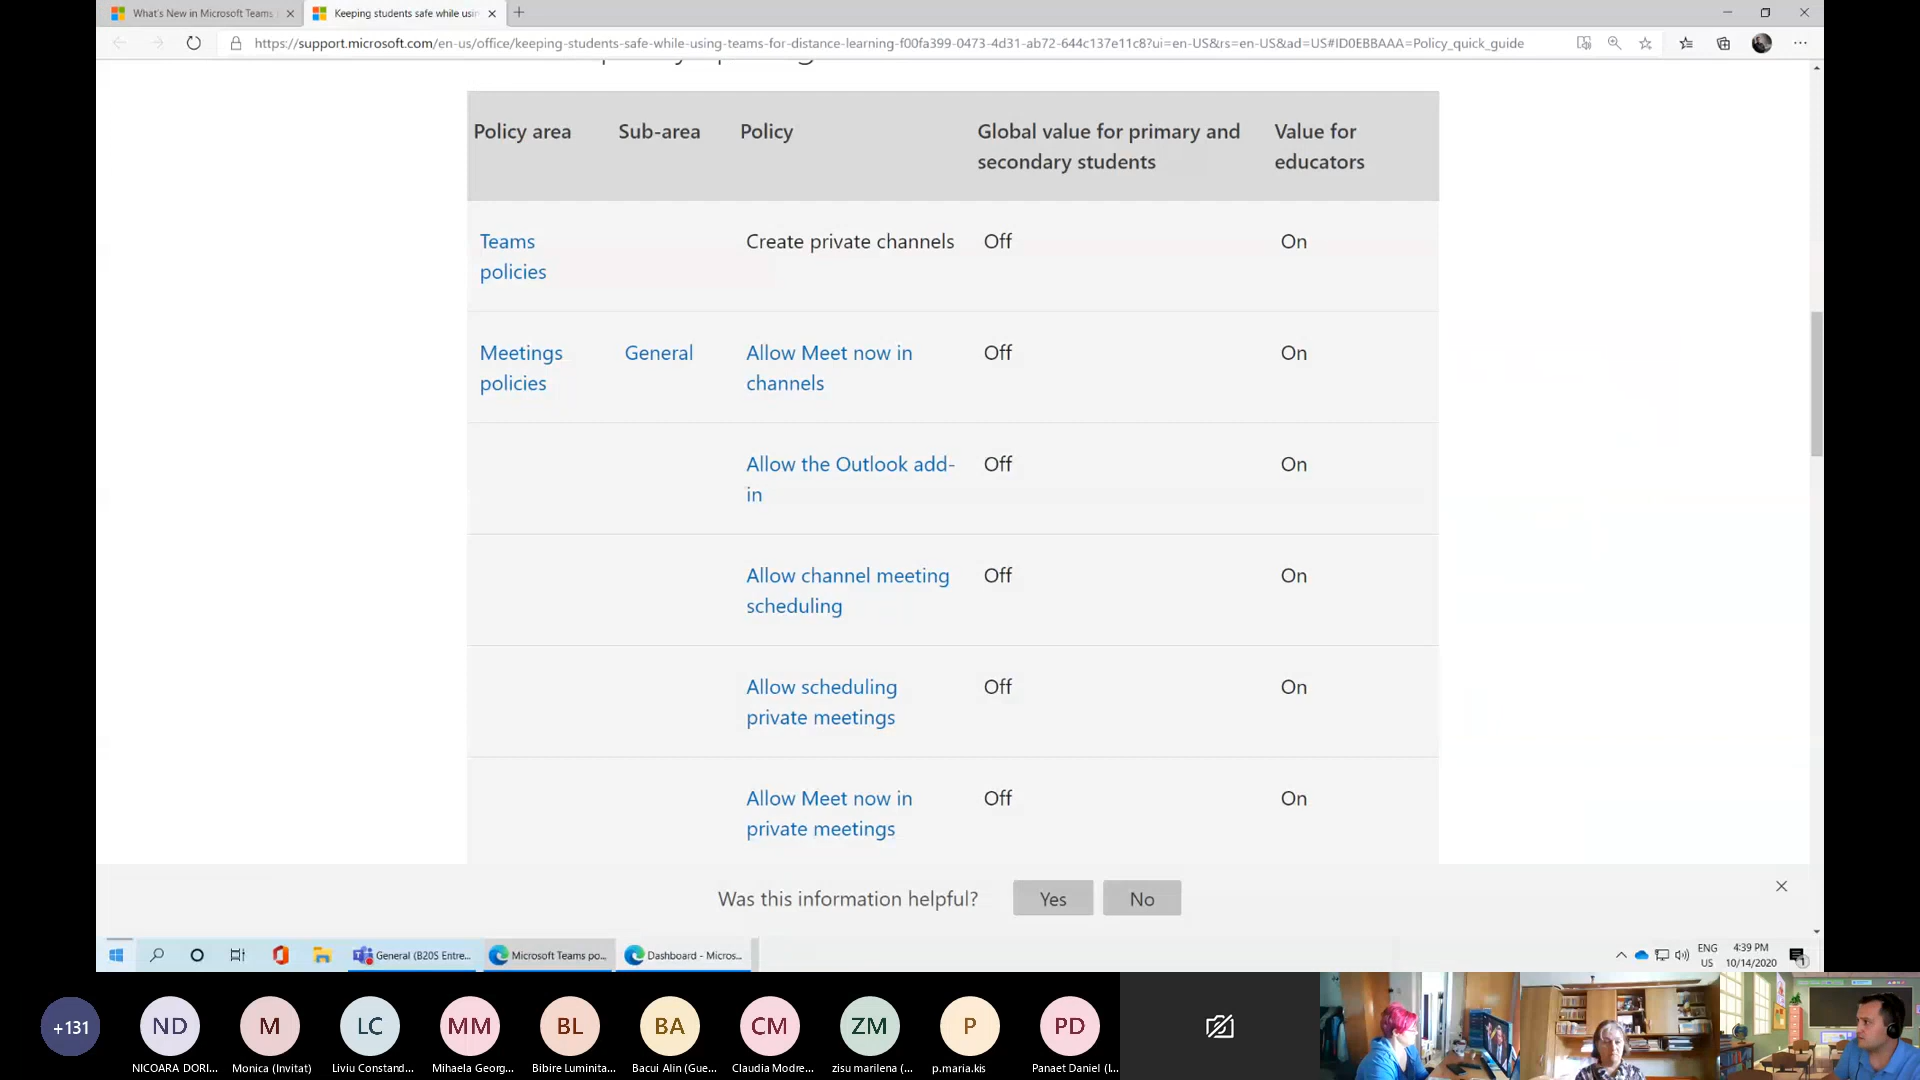 What's New in Microsoft Teams
Keeping students safe while usin
https://support.microsoft.com/en-us/office/keeping-students-safe-while-using-teams-for-distance-learning-f00fa399-0473-4d31-ab72-644c137e11c8?ui=en-US&rs=en-US&ad=US#ID0EBBAAA=Policy_quick_guide
Policy area Sub-area Policy Global value for primary and secondary students Value for educators
Teams policies Create private channels Off On
Meetings policies General Allow Meet now in channels Off On
Allow the Outlook add-in Off On
Allow channel meeting scheduling Off On
Allow scheduling private meetings Off On
Allow Meet now in private meetings Off On
Was this information helpful? Yes No
General (B20S Entre... Microsoft Teams po... Dashboard - Micros...
ENG US
4:39 PM
10/14/2020
+131 ND M LC MM BL BA CM ZM P PD
NICOARA DORI... Monica (Invitat) Liviu Constand... Mihaela Georg... Bibire Luminita... Bacui Alin (Gue... Claudia Modre... zisu marilena (... p.maria.kis Panaet Daniel (I...